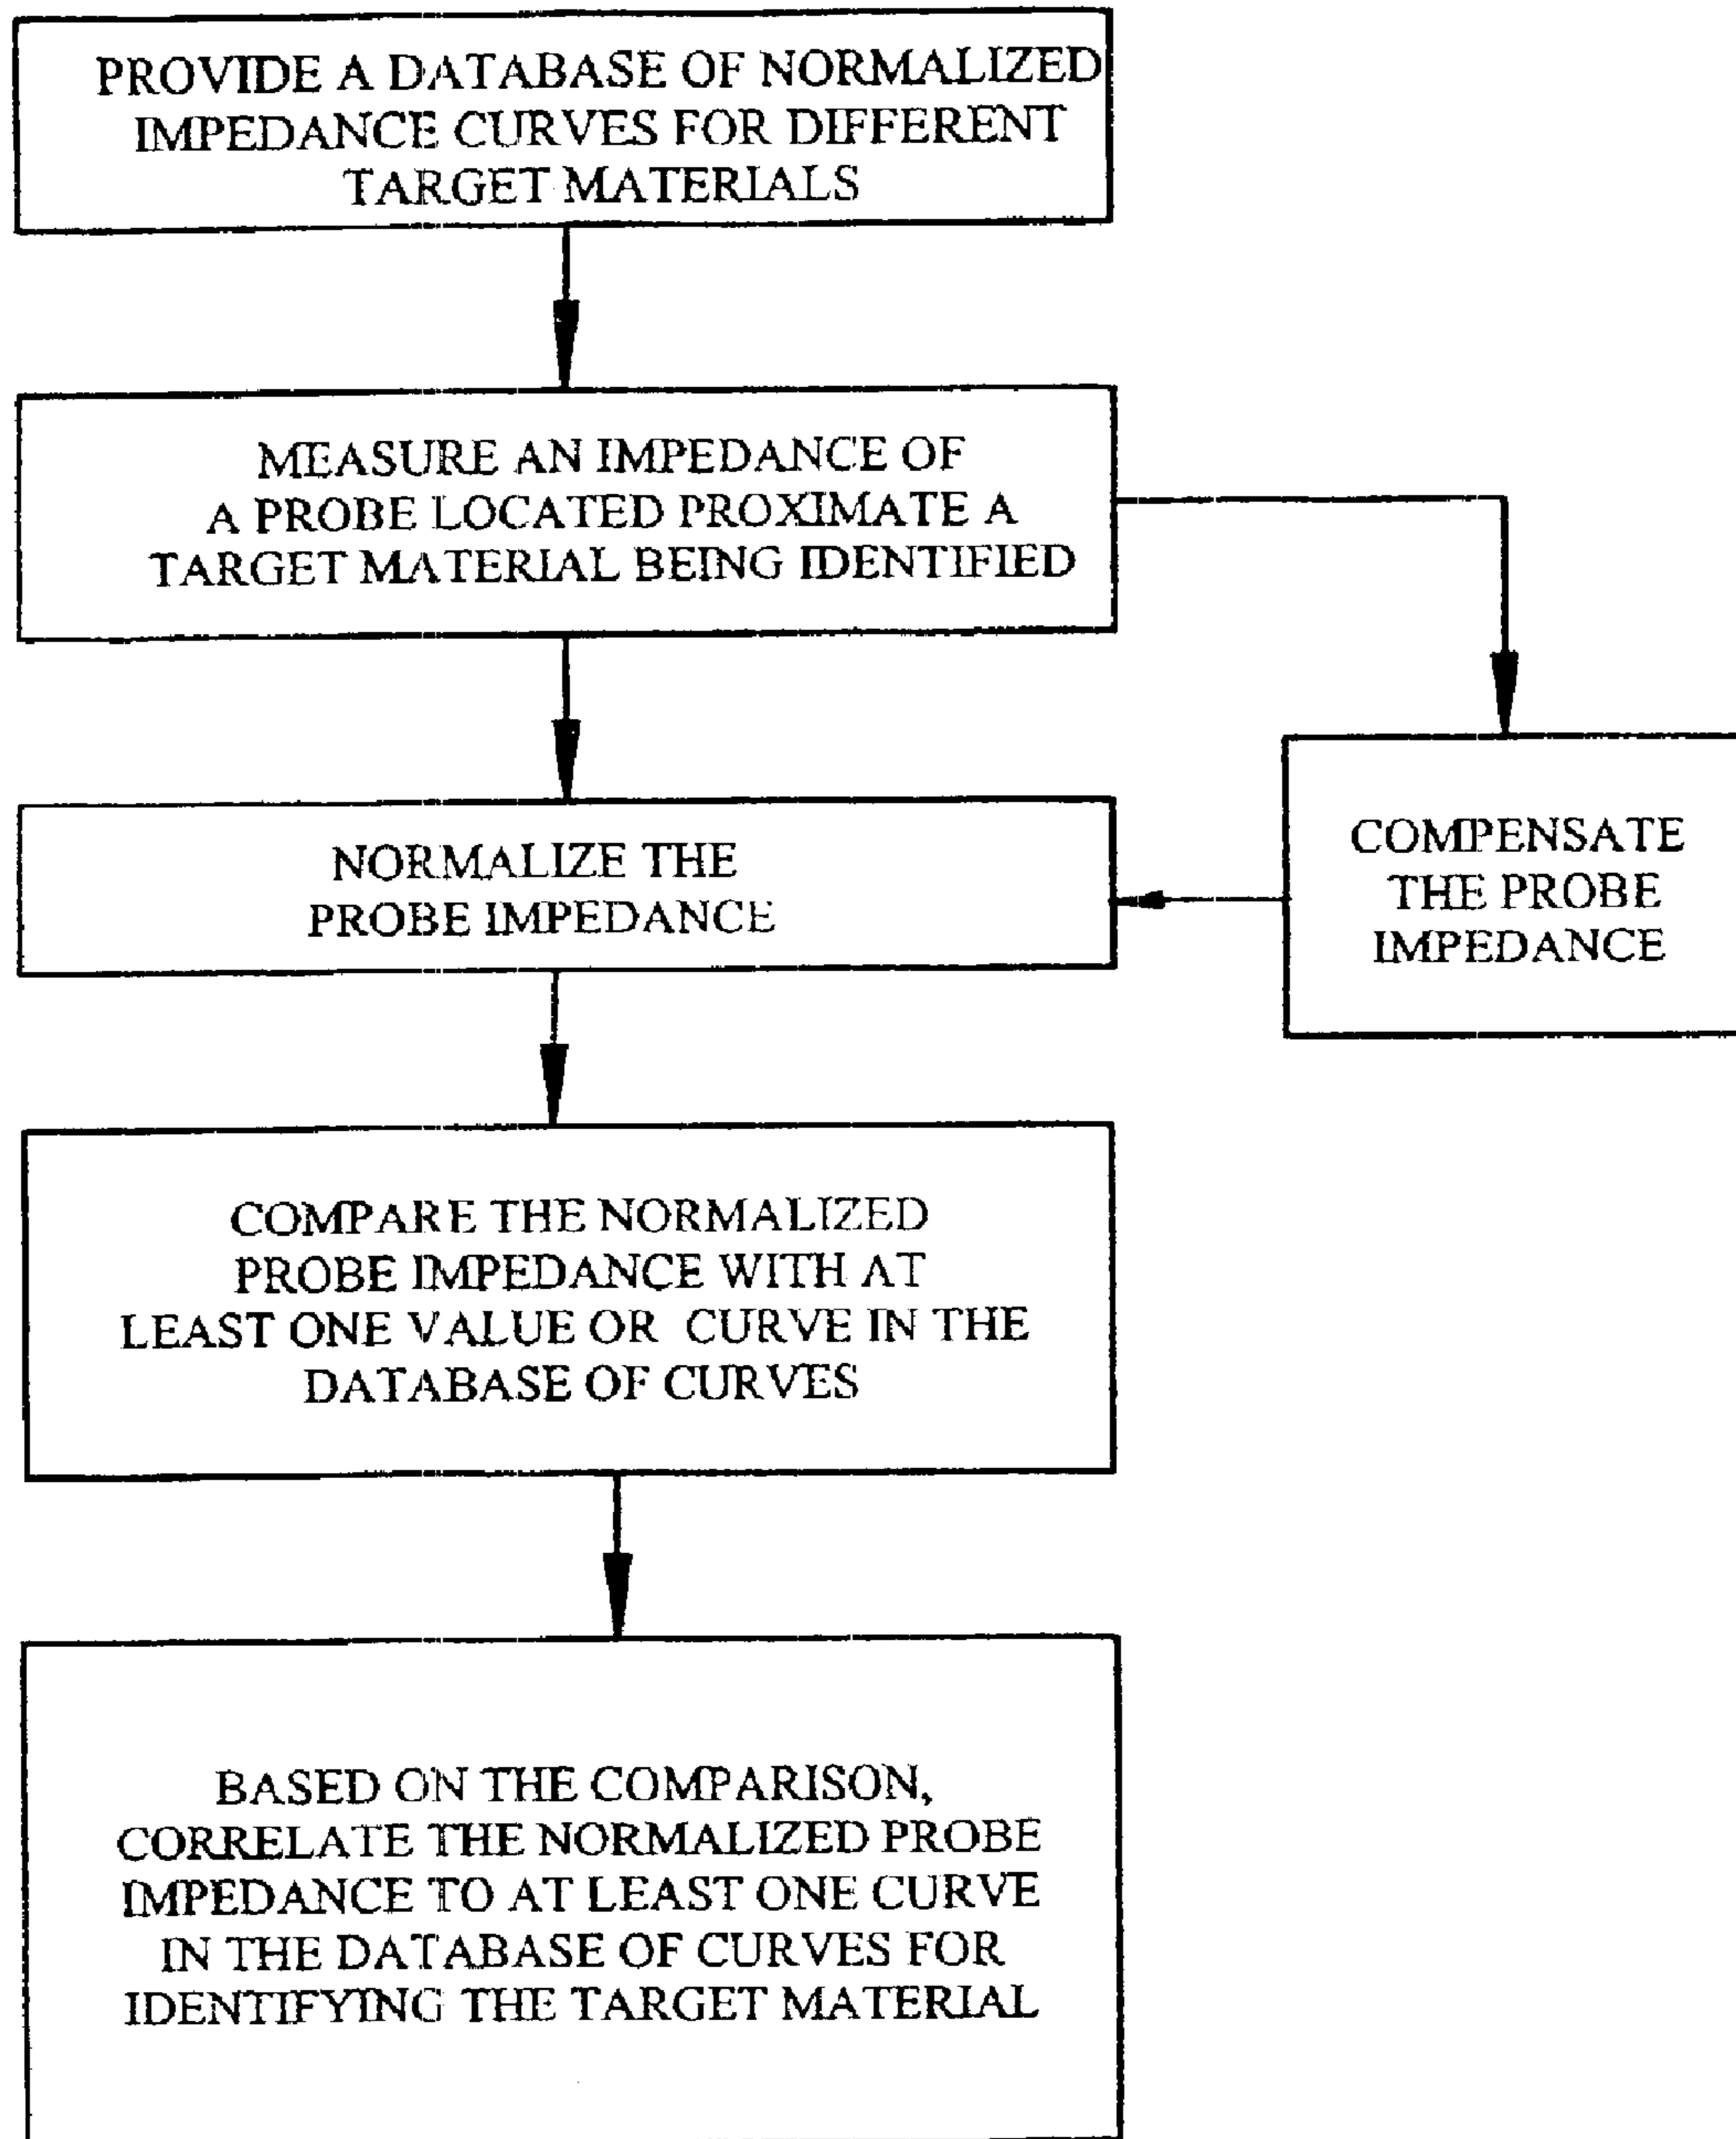 PROVIDE A DATABASE OF NORMALIZED
IMPEDANCE CURVES FOR DIFFERENT
TARGET MATERIALS
MEASURE AN IMPEDANCE OF
A PROBE LOCATED PROXIMATE A
TARGET MATERIAL BEING IDENTIFIED
NORMALIZE THE
PROBE IMPEDANCE
COMPENSATE
THE PROBE
IMPEDANCE
COMPARE THE NORMALIZED
PROBE IMPEDANCE WITH AT
LEAST ONE VALUE OR CURVE IN THE
DATABASE OF CURVES
BASED ON THE COMPARISON,
CORRELATE THE NORMALIZED PROBE
IMPEDANCE TO AT LEAST ONE CURVE
IN THE DATABASE OF CURVES FOR
IDENTIFYING THE TARGET MATERIAL